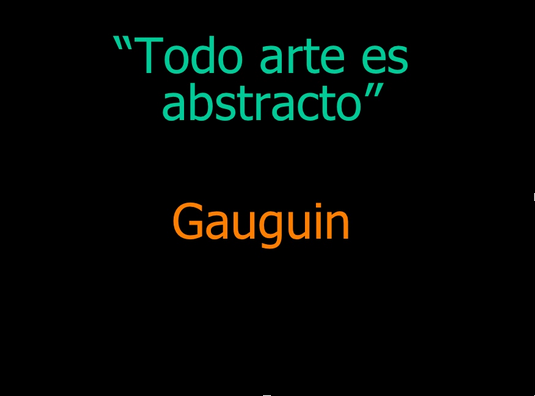 “Todo arte es
abstracto”
Gauguin